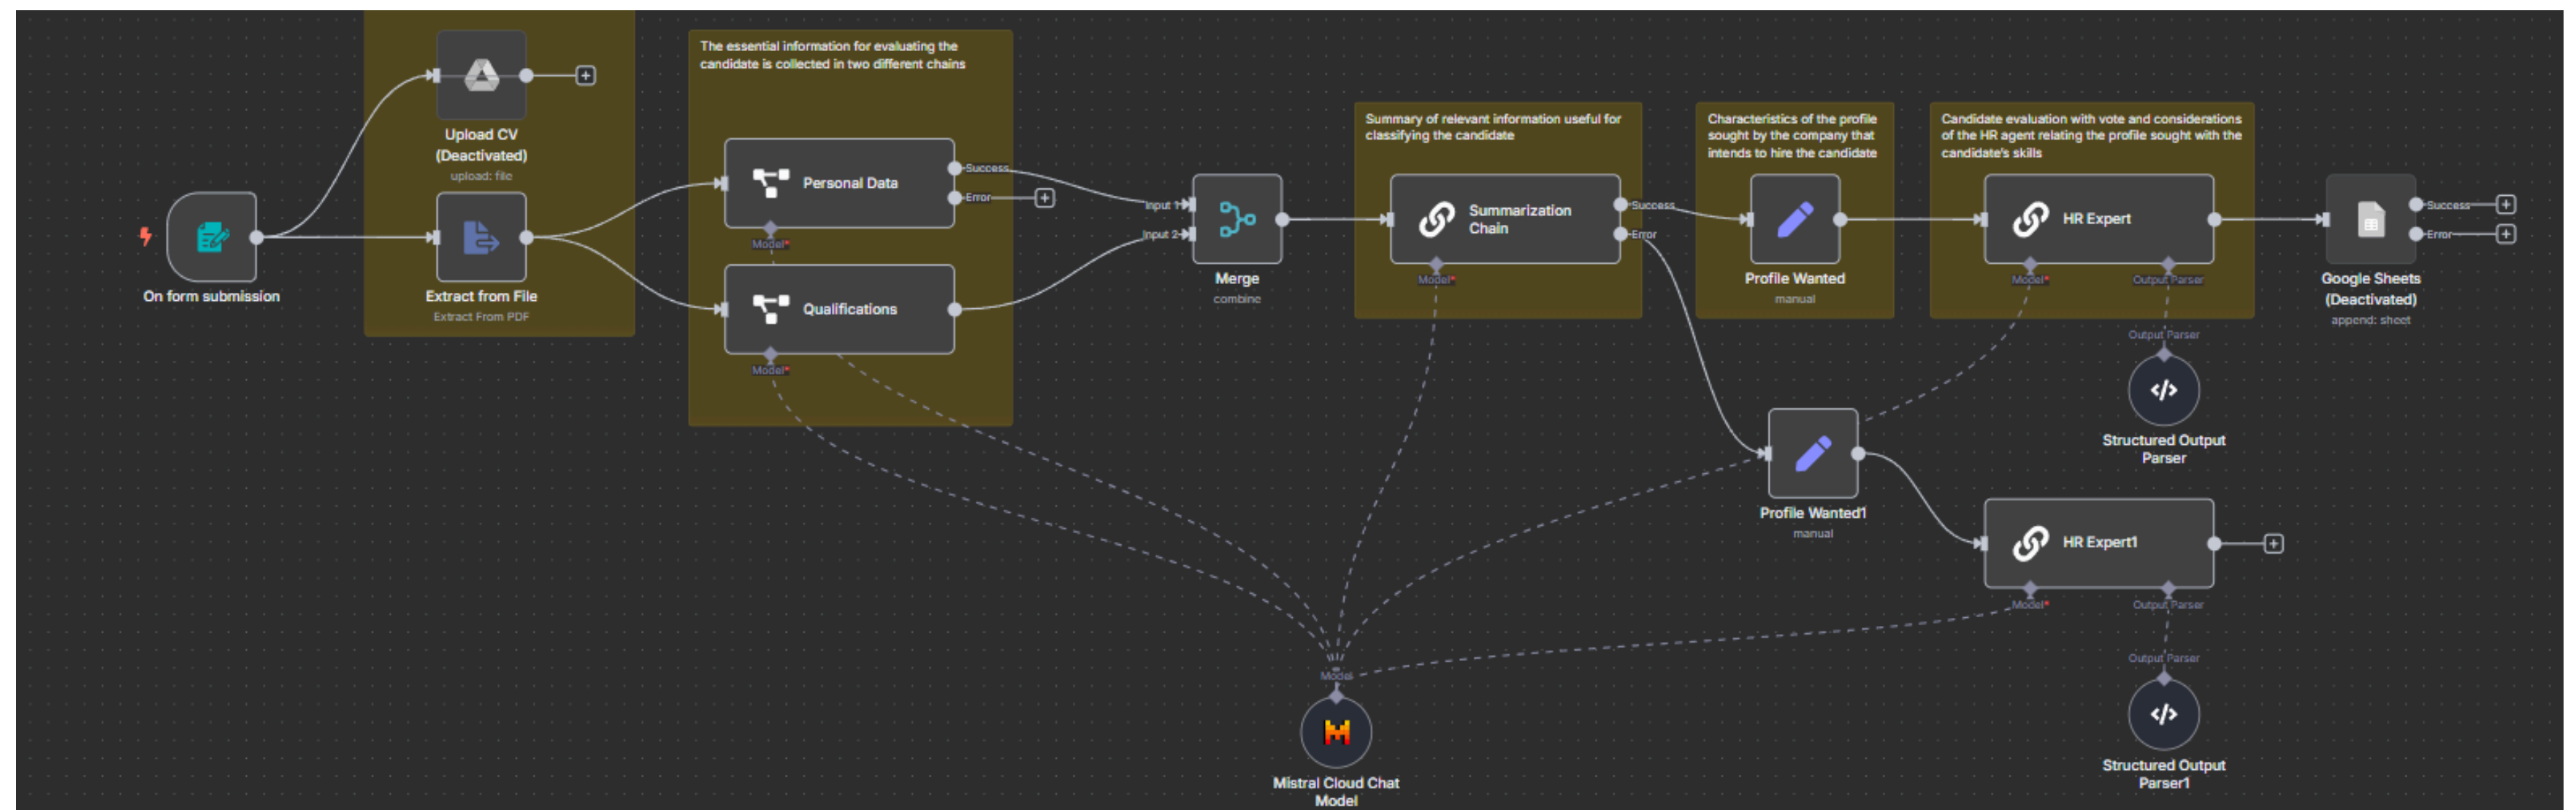 On form submission
Upload CV
(Deactivated)
upload: file
Extract from File
Extract From PDF
The essential information for evaluating the
candidate is collected in two different chains
Personal Data
Success
Error
Model*
Qualifications
Model*
Input 1
Input 2
Merge
combine
Summary of relevant information useful for
classifying the candidate
Summarization
Chain
Success
Error
Model*
Characteristics of the profile
sought by the company that
intends to hire the candidate
Profile Wanted
manual
Candidate evaluation with vote and considerations
of the HR agent relating the profile sought with the
candidate's skills
HR Expert
Model*
Output Parser
Output Parser
Structured Output
Parser
Google Sheets
(Deactivated)
append: sheet
Success
Error
Profile Wanted1
manual
HR Expert1
Model*
Output Parser
Output Parser
Structured Output
Parser1
Model
Mistral Cloud Chat
Model